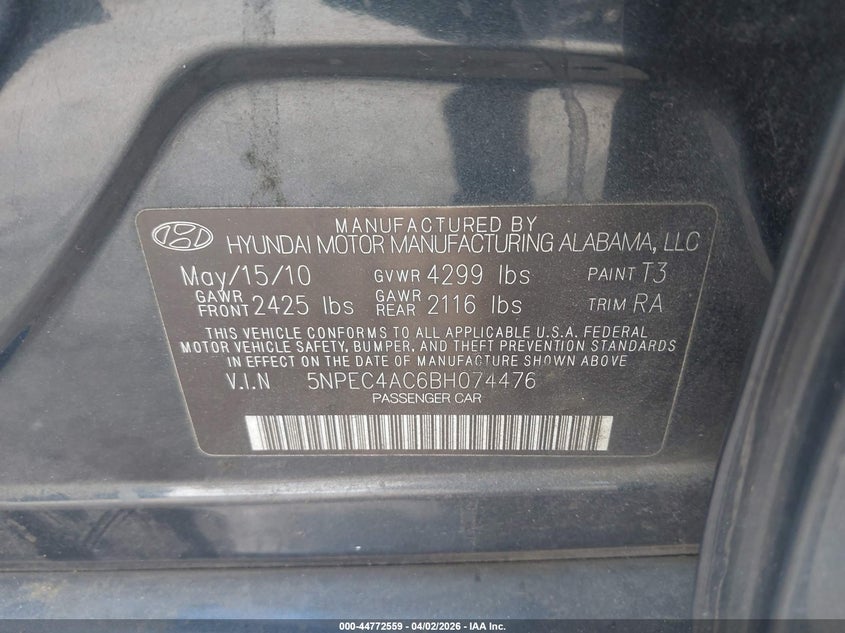 MANUFACTURED BY
HYUNDAI MOTOR MANUFACTURING ALABAMA, LLC
May/15/10 GVWR 4299 lbs PAINT T3
GAWR FRONT 2425 lbs GAWR REAR 2116 lbs TRIM RA
THIS VEHICLE CONFORMS TO ALL APPLICABLE U.S.A. FEDERAL
MOTOR VEHICLE SAFETY, BUMPER, AND THEFT PREVENTION STANDARDS
IN EFFECT ON THE DATE OF MANUFACTURE SHOWN ABOVE
V.I.N 5NPEC4AC6BH074476
PASSENGER CAR
000-44772559 | 04/02/2026 - IAA Inc.